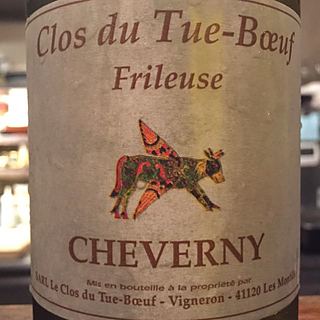 Clos du Tue-Bœuf
Frileuse
CHEVERNY
Mis en bouteille à la propriété par
SARL Le Clos du Tue-Bœuf - Vigneron - 41120 Les Montils